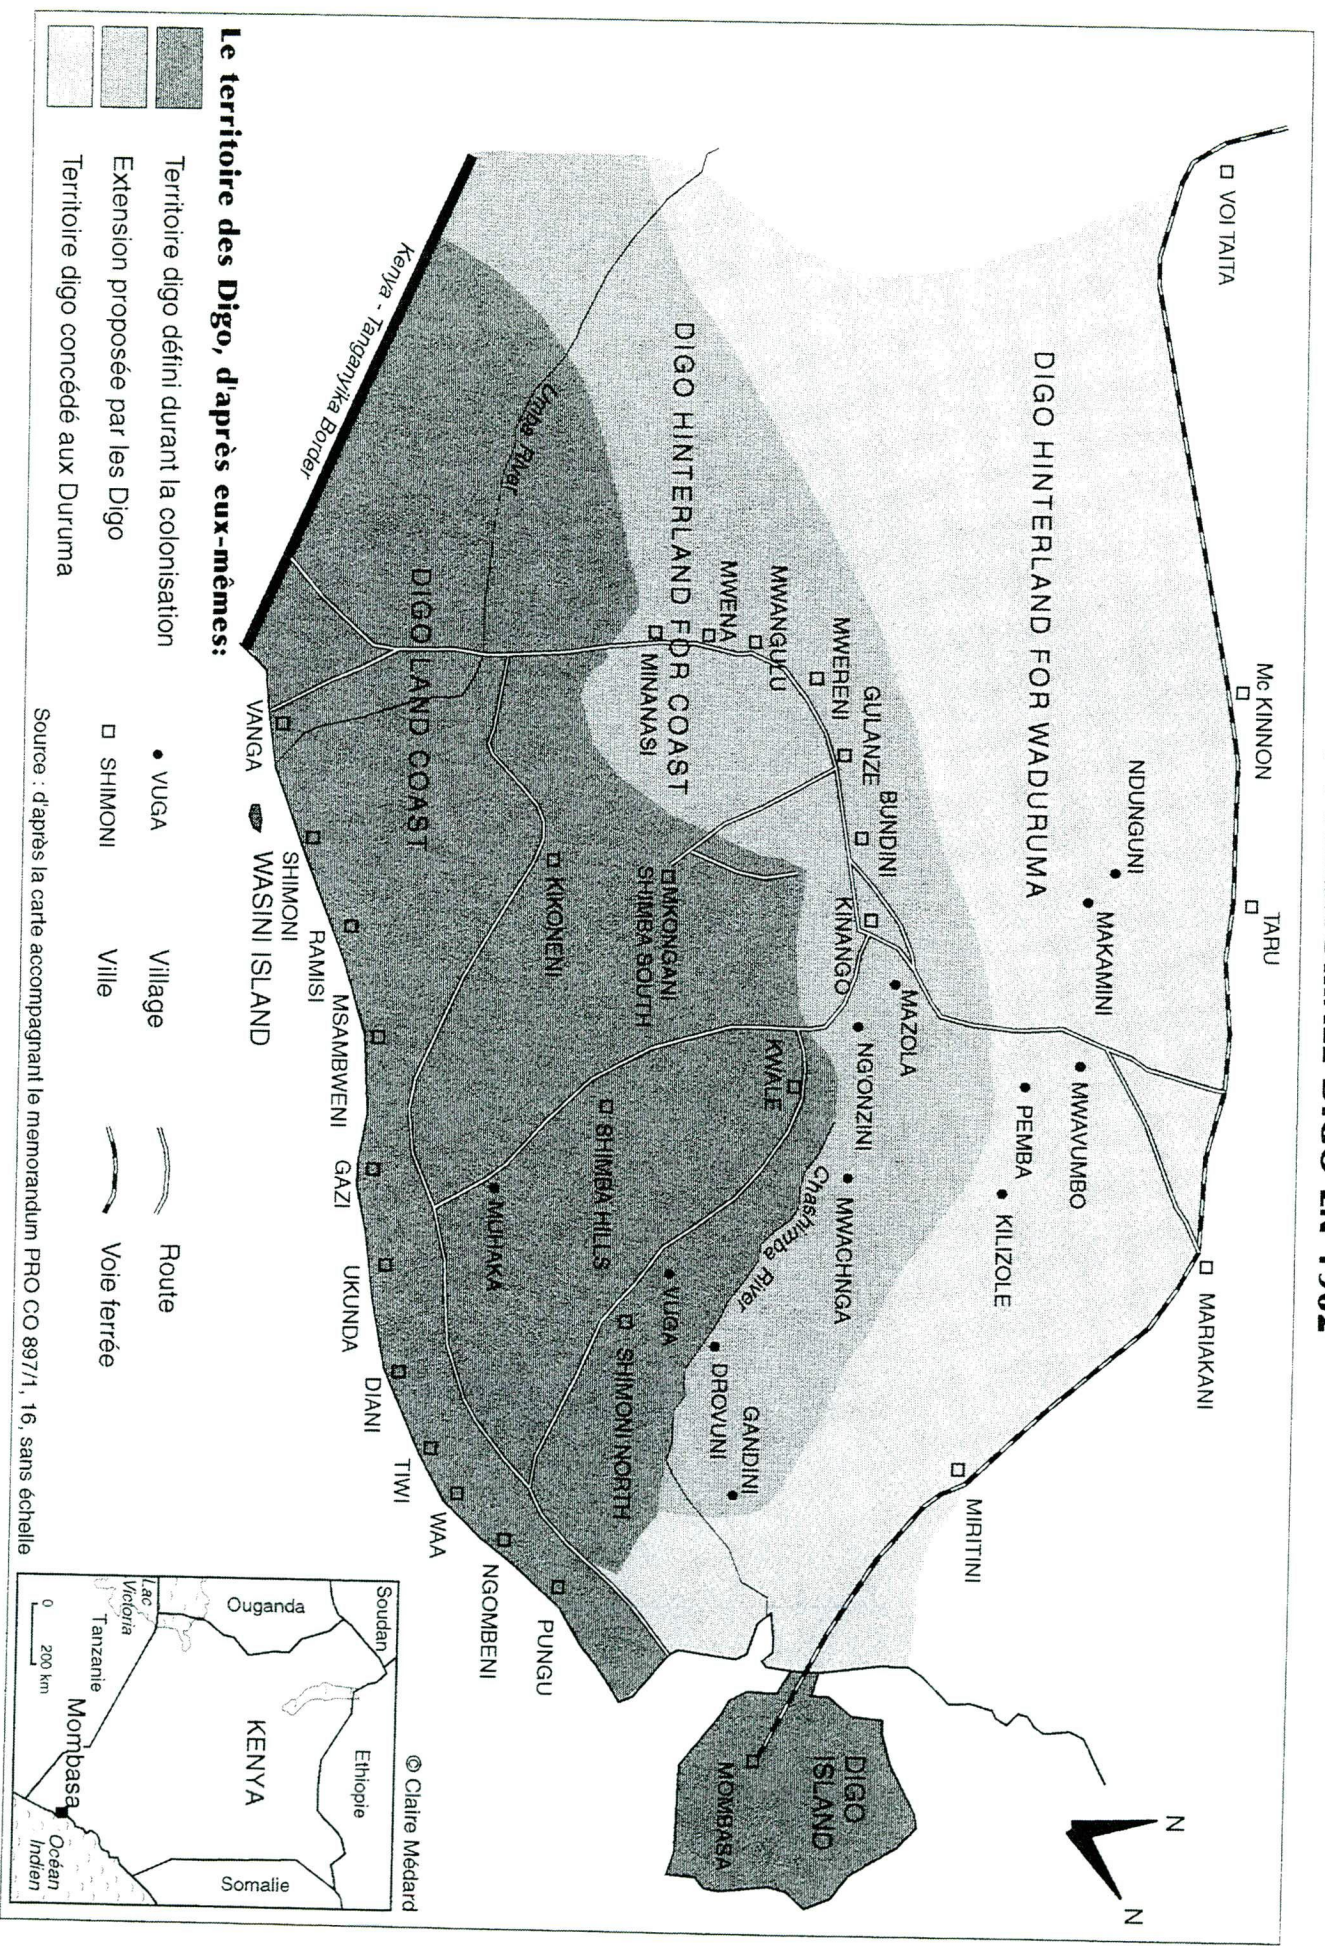 VOI TAITA
Mc KINNON
TARU
MARIAKANI
MIRITINI
NDUNGUNI
MAKAMINI
MWAVUMBO
PEMBA
KILIZOLE
DIGO HINTERLAND FOR WADURUMA
MWERENI
GULANZE
BUNDINI
KINANGO
MAZOLA
NG'ONZINI
MWACHNGA
MWANGULU
MWENA
MINANASI
DIGO HINTERLAND FOR COAST
KWALE
Chashimba River
GANDINI
DROVUNI
VUGA
SHIMONI NORTH
SHIMBA HILLS
MKONGANI
SHIMBA SOUTH
KIKONENI
MUHAKA
Umba River
DIGO LAND COAST
Kenya - Tanganyika Border
VANGA
WASINI ISLAND
SHIMONI
RAMISI
MSAMBWENI
GAZI
UKUNDA
DIANI
TIWI
WAA
NGOMBENI
PUNGU
DIGO
ISLAND
MOMBASA
N
N
© Claire Médard
Le territoire des Digo, d'après eux-mêmes:
Territoire digo défini durant la colonisation
Extension proposée par les Digo
Territoire digo concédé aux Duruma
VUGA Village
SHIMONI Ville
Route
Voie ferrée
Soudan
Ethiopie
Ouganda
KENYA
Somalie
Lac
Victoria
Tanzanie
Mombasa
Océan
Indien
0 200 km
Source : d'après la carte accompagnant le memorandum PRO CO 897/1, 16, sans échelle